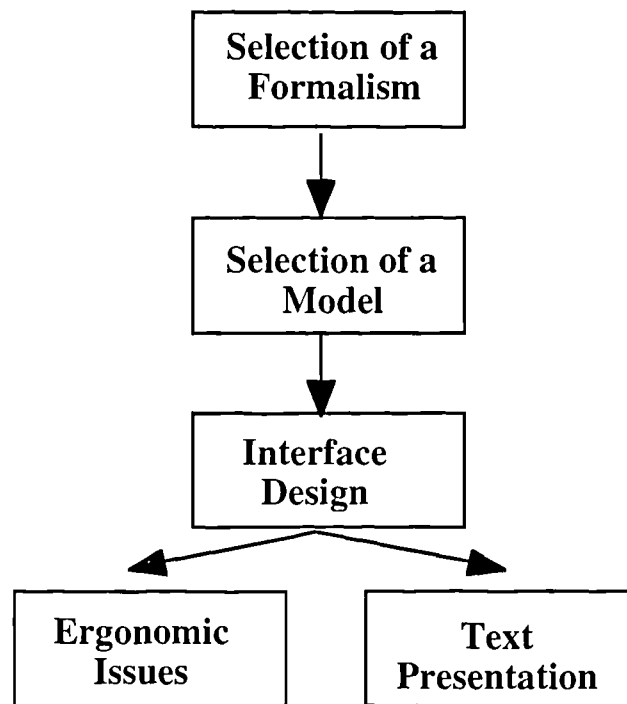 Selection of a
Formalism
Selection of a
Model
Interface
Design
Ergonomic
Issues
Text
Presentation